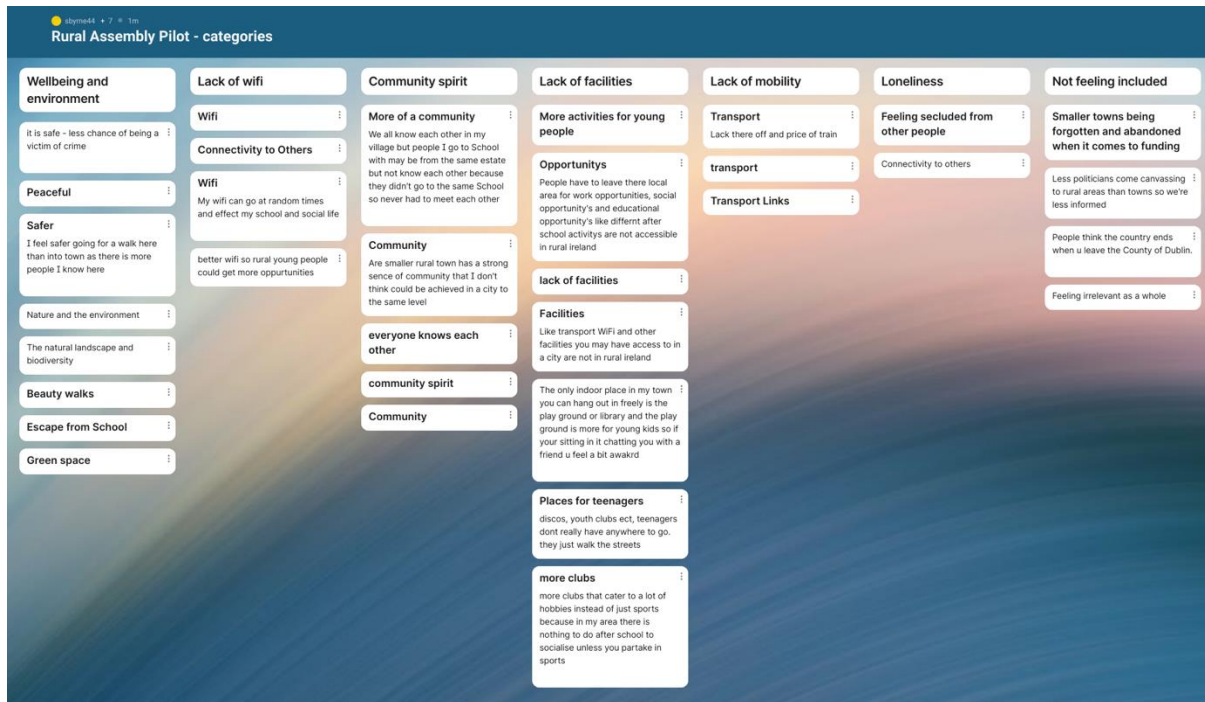 sbyrne44 + 7 1m
Rural Assembly Pilot - categories
Wellbeing and
environment
it is safe - less chance of being a
victim of crime
Peaceful
Safer
I feel safer going for a walk here
than into town as there is more
people I know here
Nature and the environment
The natural landscape and
biodiversity
Beauty walks
Escape from School
Green space
Lack of wifi
Wifi
Connectivity to Others
Wifi
My wifi can go at random times
and effect my school and social life
better wifi so rural young people
could get more oppurtunities
Community spirit
More of a community
We all know each other in my
village but people I go to School
with may be from the same estate
but not know each other because
they didn't go to the same School
so never had to meet each other
Community
Are smaller rural town has a strong
sence of community that I don't
think could be achieved in a city to
the same level
everyone knows each
other
community spirit
Community
Lack of facilities
More activities for young
people
Opportunitys
People have to leave there local
area for work opportunities, social
opportunity's and educational
opportunity's like differnt after
school activitys are not accessible
in rural ireland
lack of facilities
Facilities
Like transport WiFi and other
facilities you may have access to in
a city are not in rural ireland
The only indoor place in my town
you can hang out in freely is the
play ground or library and the play
ground is more for young kids so if
your sitting in it chatting you with a
friend u feel a bit awakrd
Places for teenagers
discos, youth clubs ect, teenagers
dont really have anywhere to go.
they just walk the streets
more clubs
more clubs that cater to a lot of
hobbies instead of just sports
because in my area there is
nothing to do after school to
socialise unless you partake in
sports
Lack of mobility
Transport
Lack there off and price of train
transport
Transport Links
Loneliness
Feeling secluded from
other people
Connectivity to others
Not feeling included
Smaller towns being
forgotten and abandoned
when it comes to funding
Less politicians come canvassing
to rural areas than towns so we're
less informed
People think the country ends
when u leave the County of Dublin.
Feeling irrelevant as a whole